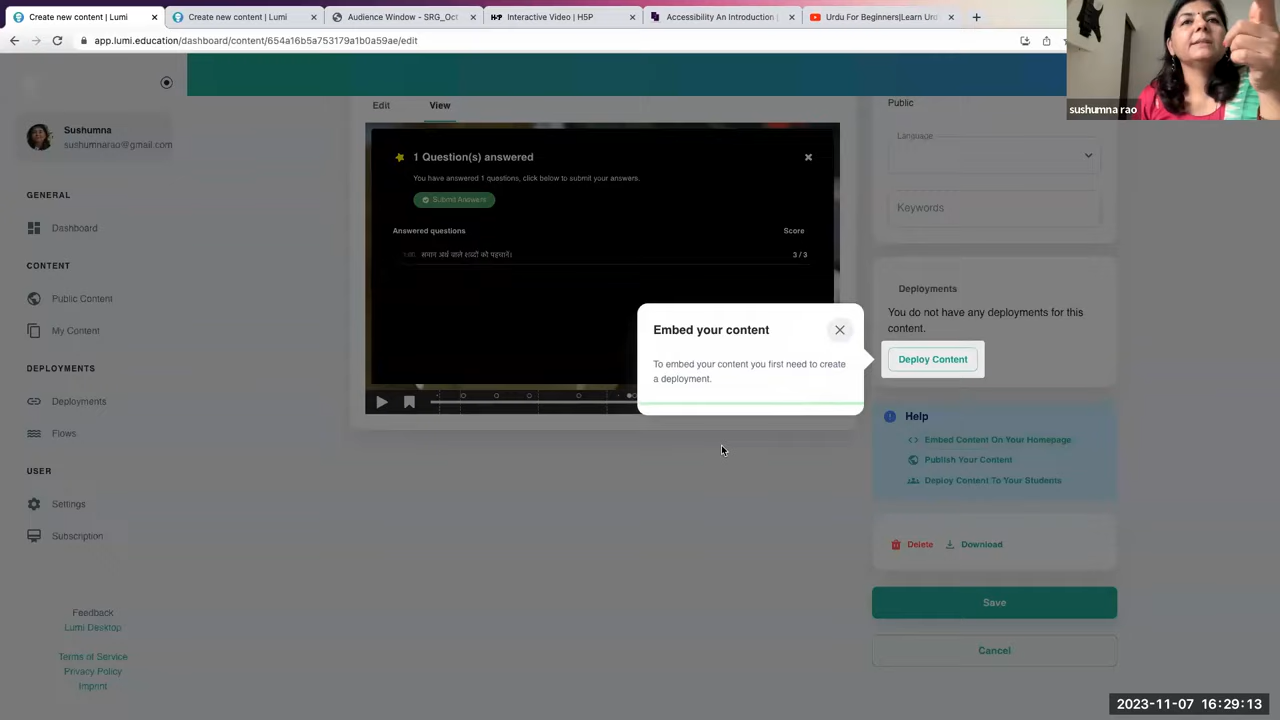 Create new content | Lumi
Create new content | Lumi
Audience Window - SRG_Oct
Interactive Video | H5P
Accessibility An Introduction
Urdu For Beginners|Learn Urd
app.lumi.education/dashboard/content/654a16b5a753179a1b0a59ae/edit
sushumna rao
Sushumna
sushumnarao@gmail.com
GENERAL
Dashboard
CONTENT
Public Content
My Content
DEPLOYMENTS
Deployments
Flows
USER
Settings
Subscription
Feedback
Lumi Desktop
Terms of Service
Privacy Policy
Imprint
Edit
View
1 Question(s) answered
You have answered 1 questions, click below to submit your answers.
Submit Answers
Answered questions
Score
समान अर्थ वाले शब्दों को पहचानें।
3 / 3
Embed your content
To embed your content you first need to create
a deployment.
Public
Language
Keywords
Deployments
You do not have any deployments for this
content.
Deploy Content
Help
Embed Content On Your Homepage
Publish Your Content
Deploy Content To Your Students
Delete
Download
Save
Cancel
2023-11-07 16:29:13